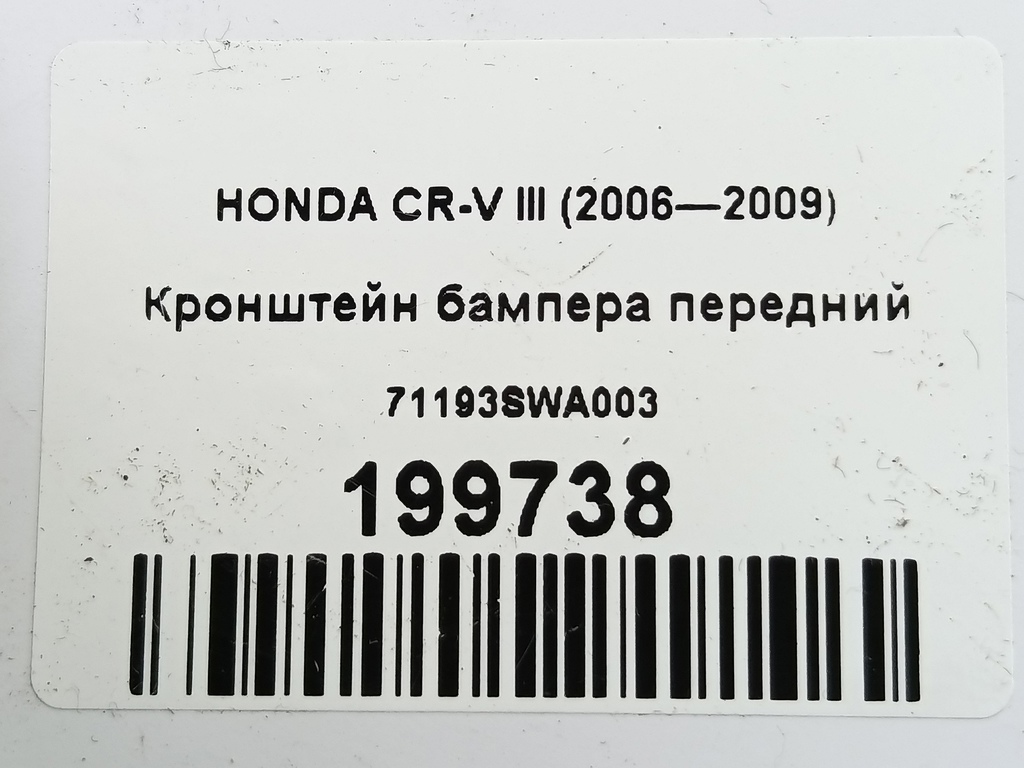 HONDA CR-V III (2006—2009)
Кронштейн бампера передний
71193SWA003
199738